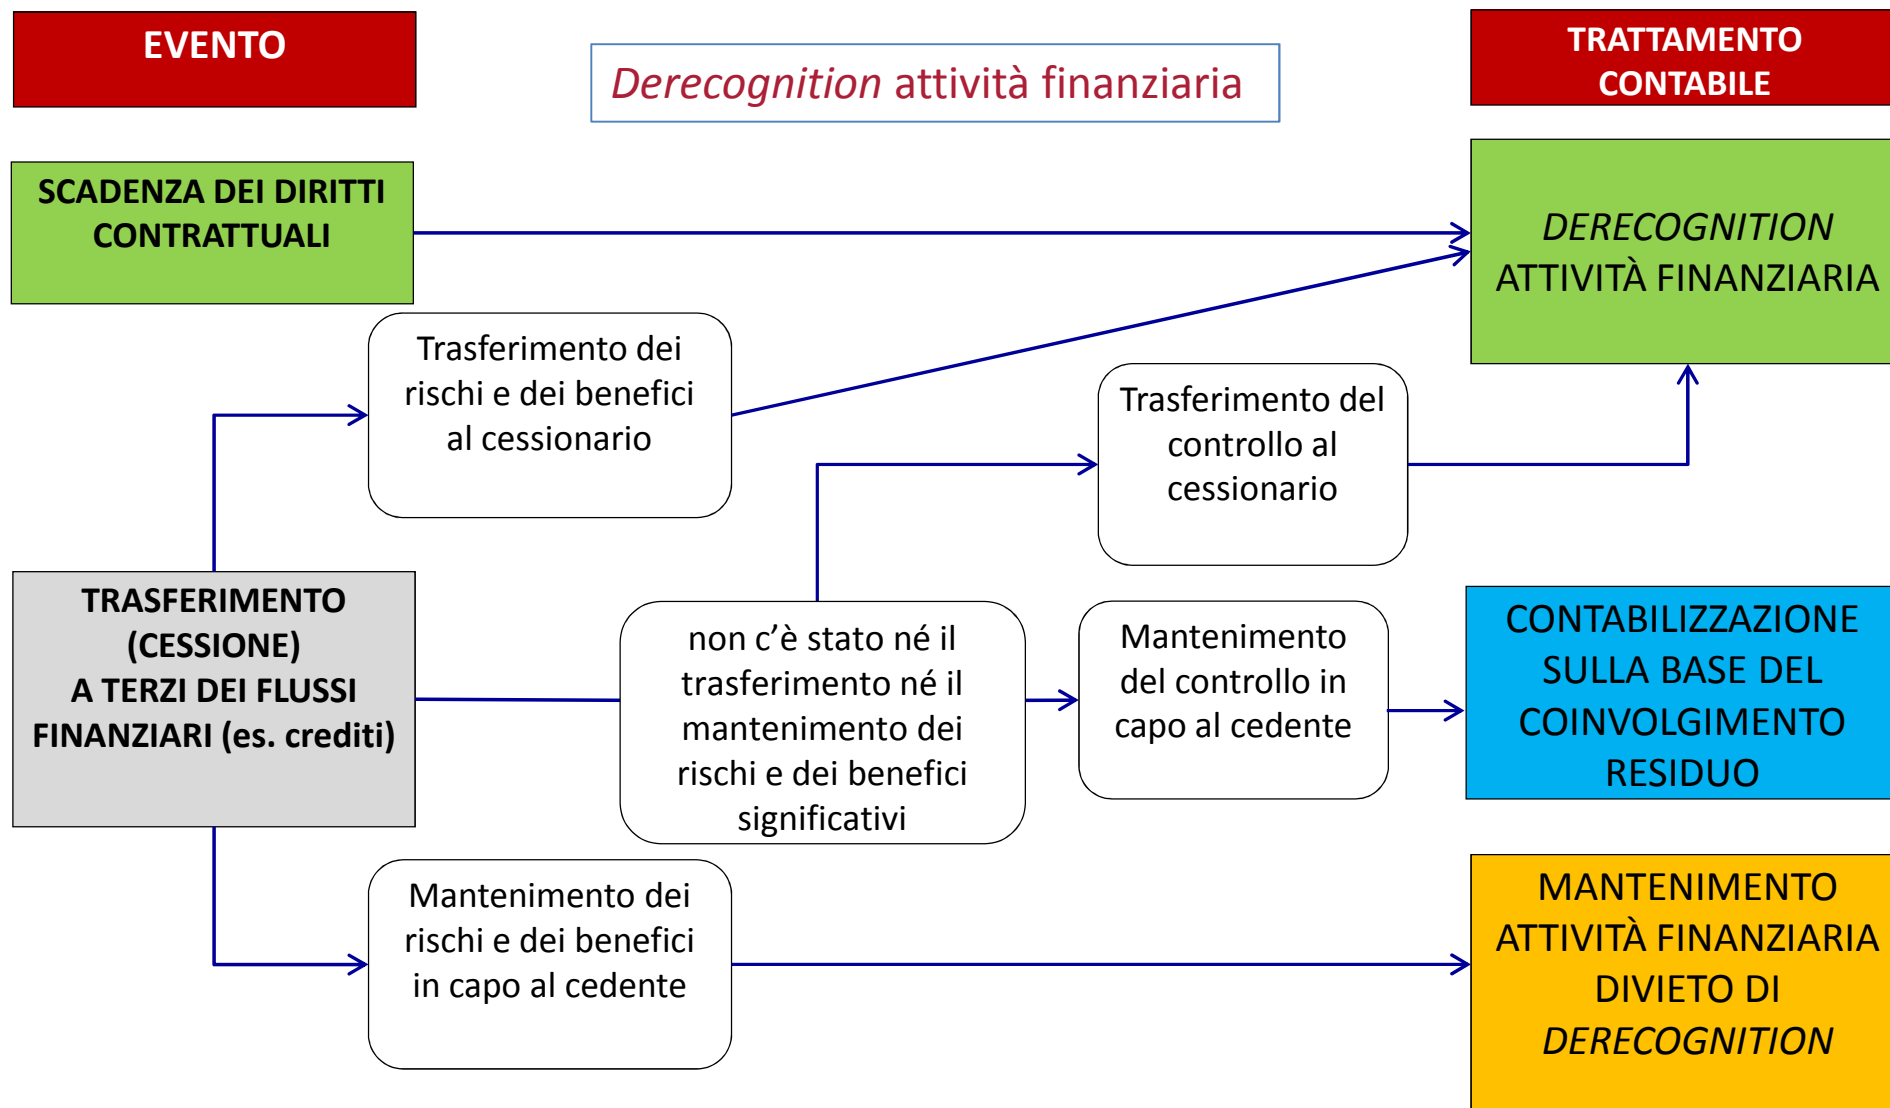 EVENTO
Derecognition attività finanziaria
TRATTAMENTO
CONTABILE
SCADENZA DEI DIRITTI
CONTRATTUALI
DERECOGNITION
ATTIVITÀ FINANZIARIA
Trasferimento dei
rischi e dei benefici
al cessionario
Trasferimento del
controllo al
cessionario
TRASFERIMENTO
(CESSIONE)
A TERZI DEI FLUSSI
FINANZIARI (es. crediti)
non c’è stato né il
trasferimento né il
mantenimento dei
rischi e dei benefici
significativi
Mantenimento
del controllo in
capo al cedente
CONTABILIZZAZIONE
SULLA BASE DEL
COINVOLGIMENTO
RESIDUO
Mantenimento dei
rischi e dei benefici
in capo al cedente
MANTENIMENTO
ATTIVITÀ FINANZIARIA
DIVIETO DI
DERECOGNITION